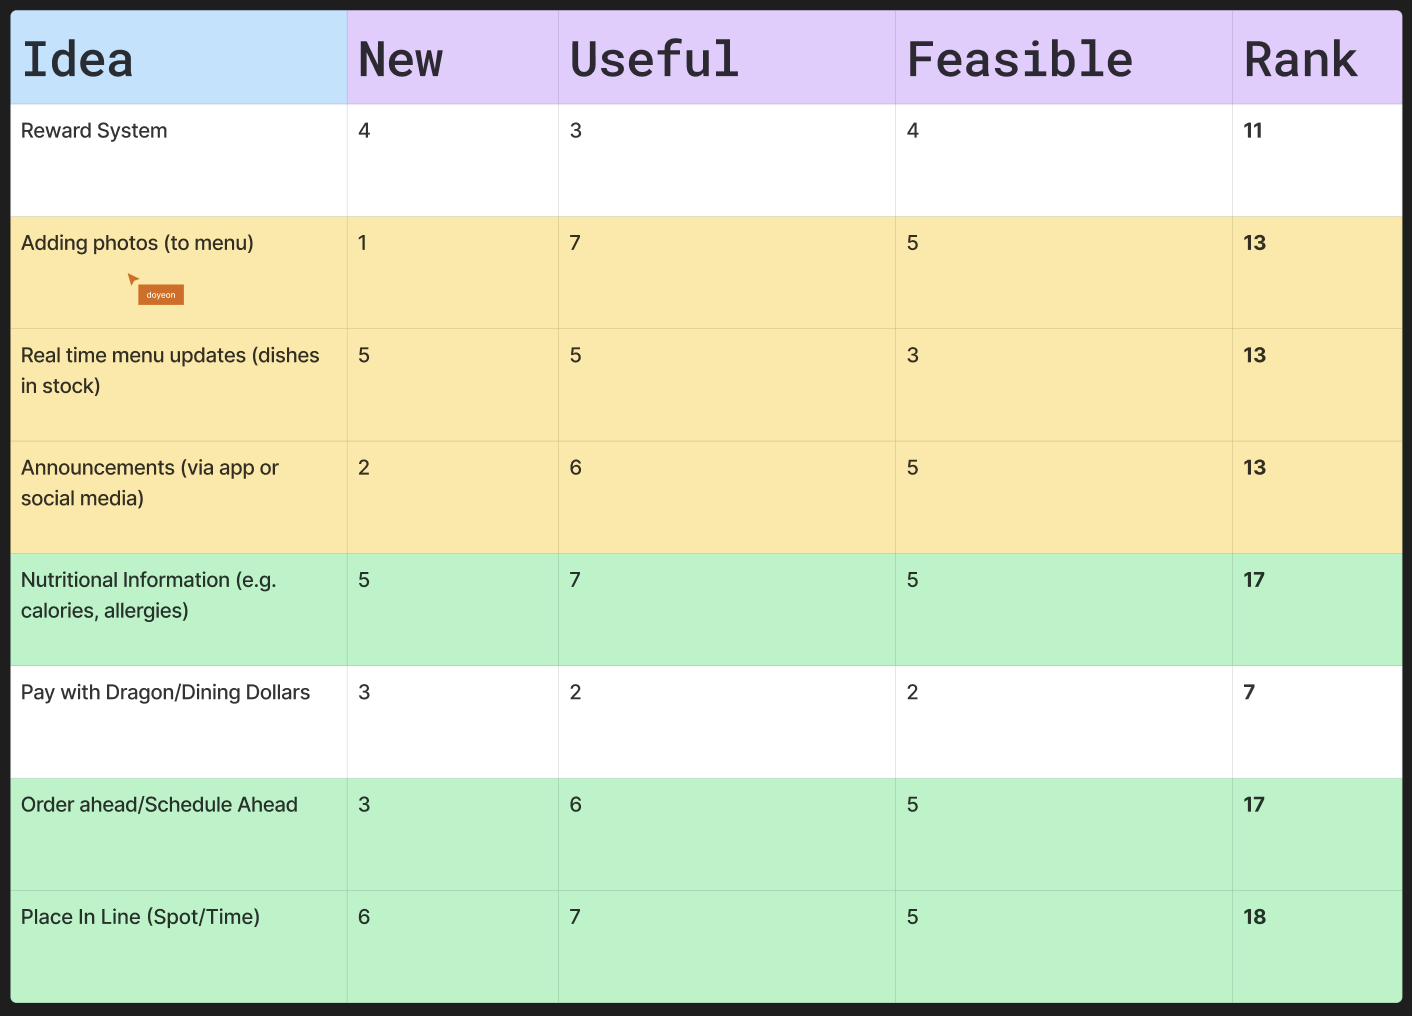 Idea New Useful Feasible Rank
Reward System 4 3 4 11
Adding photos (to menu) 1 7 5 13
doyeon
Real time menu updates (dishes 5 5 3 13
in stock)
Announcements (via app or 2 6 5 13
social media)
Nutritional Information (e.g. 5 7 5 17
calories, allergies)
Pay with Dragon/Dining Dollars 3 2 2 7
Order ahead/Schedule Ahead 3 6 5 17
Place In Line (Spot/Time) 6 7 5 18